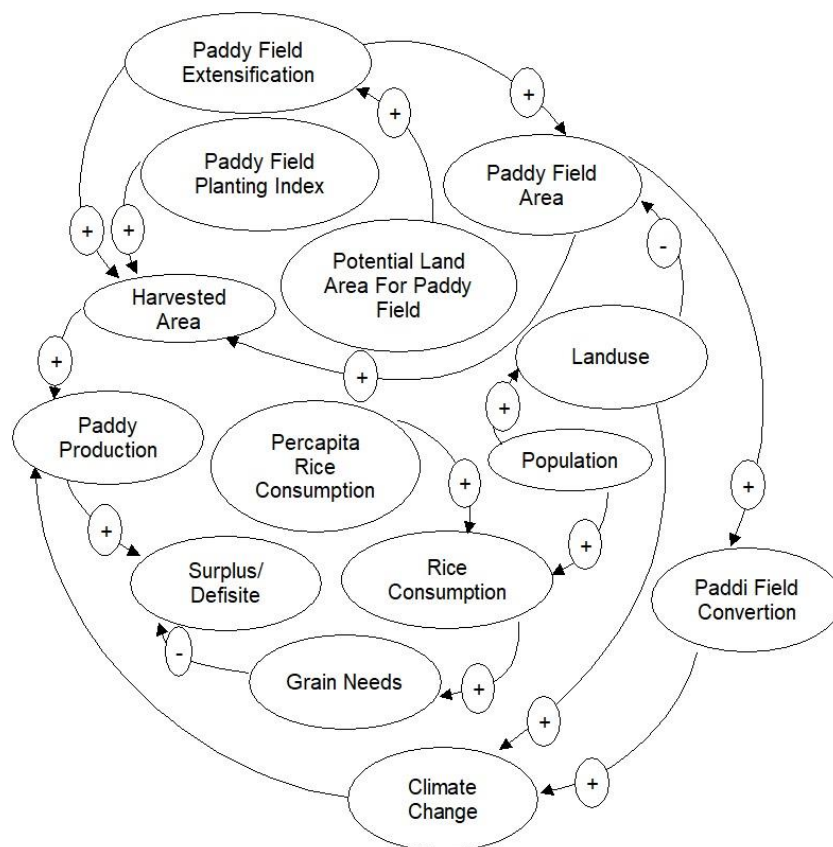 Paddy Field
Extensification
+
+
Paddy Field
Planting Index
Paddy Field
Area
+
+
-
Potential Land
Area For Paddy
Field
Harvested
Area
Landuse
+
+
+
Paddy
Production
Percapita
Rice
Consumption
Population
+
+
+
+
Surplus/
Defisite
Rice
Consumption
Paddi Field
Convertion
-
Grain Needs
+
+
+
Climate
Change